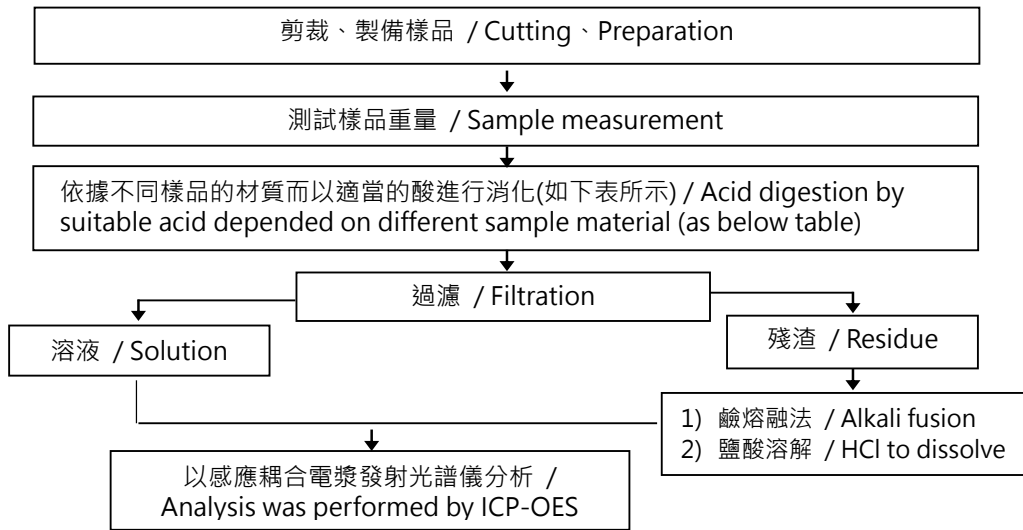 剪裁、製備樣品 / Cutting、Preparation
測試樣品重量 / Sample measurement
依據不同樣品的材質而以適當的酸進行消化(如下表所示) / Acid digestion by
suitable acid depended on different sample material (as below table)
過濾 / Filtration
溶液 / Solution
殘渣 / Residue
1) 鹼熔融法 / Alkali fusion
2) 鹽酸溶解 / HCl to dissolve
以感應耦合電漿發射光譜儀分析 /
Analysis was performed by ICP-OES